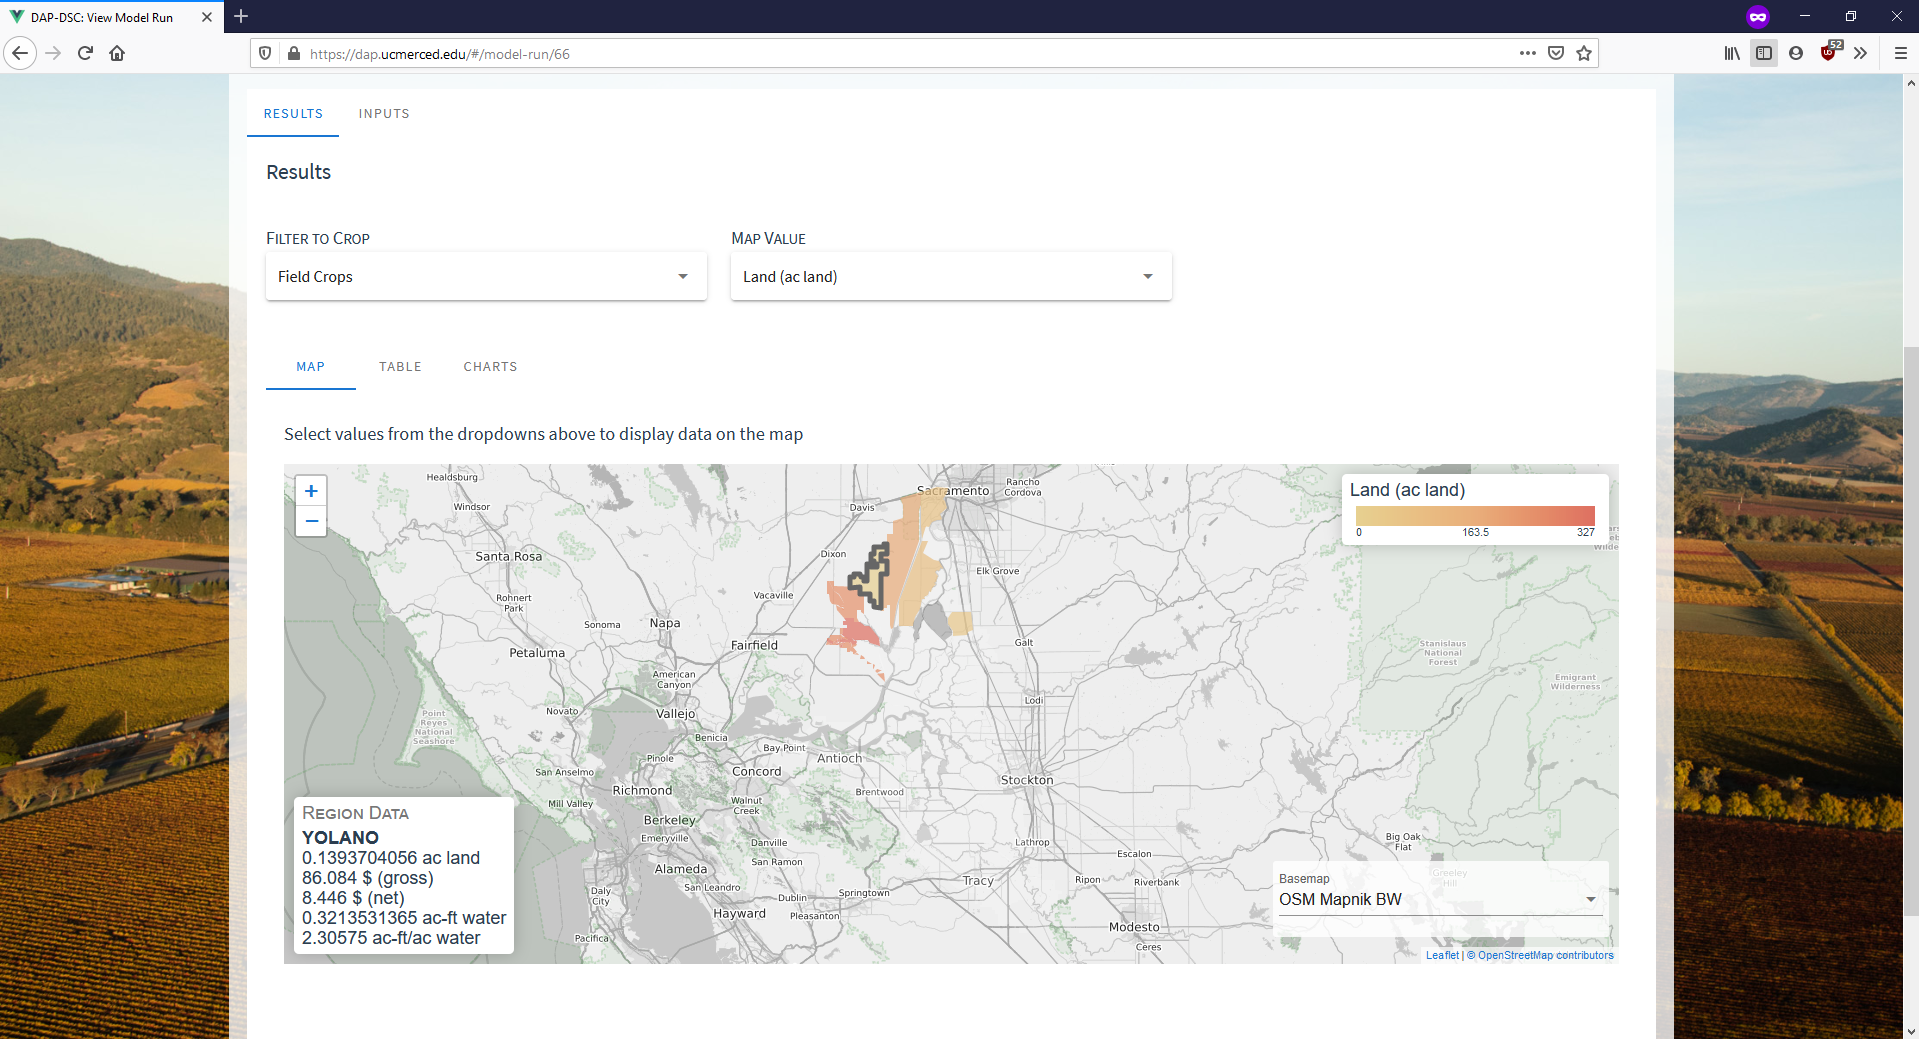 DAP-DSC: View Model Run
https://dap.ucmerced.edu/#/model-run/66
52
RESULTS INPUTS
Results
FILTER TO CROP
MAP VALUE
Field Crops
Land (ac land)
MAP TABLE CHARTS
Select values from the dropdowns above to display data on the map
+
−
Healdsburg
Windsor
Santa Rosa
Rohnert
Park
Sonoma
Napa
Petaluma
Fairfield
Vacaville
Dixon
Davis
Sacramento
Rancho
Cordova
Elk Grove
Galt
Lodi
American
Canyon
Vallejo
Novato
Benicia
Point
Reyes
National
Seashore
Pinole
Bay Point
Antioch
Concord
San Anselmo
Richmond
Mill Valley
Walnut
Creek
Brentwood
Berkeley
Emeryville
Danville
San Ramon
Alameda
San Leandro
Daly
City
Dublin
Springtown
Hayward
Pleasanton
Pacifica
Stockton
Lathrop
Tracy
Ripon
Escalon
Riverbank
Modesto
Ceres
Big Oak
Flat
Greeley
Hill
Stanislaus
National
Forest
Emigrant
Wilderness
Land (ac land)
0 163.5 327
REGION DATA
YOLANO
0.1393704056 ac land
86.084 $ (gross)
8.446 $ (net)
0.3213531365 ac-ft water
2.30575 ac-ft/ac water
Basemap
OSM Mapnik BW
Leaflet | © OpenStreetMap contributors